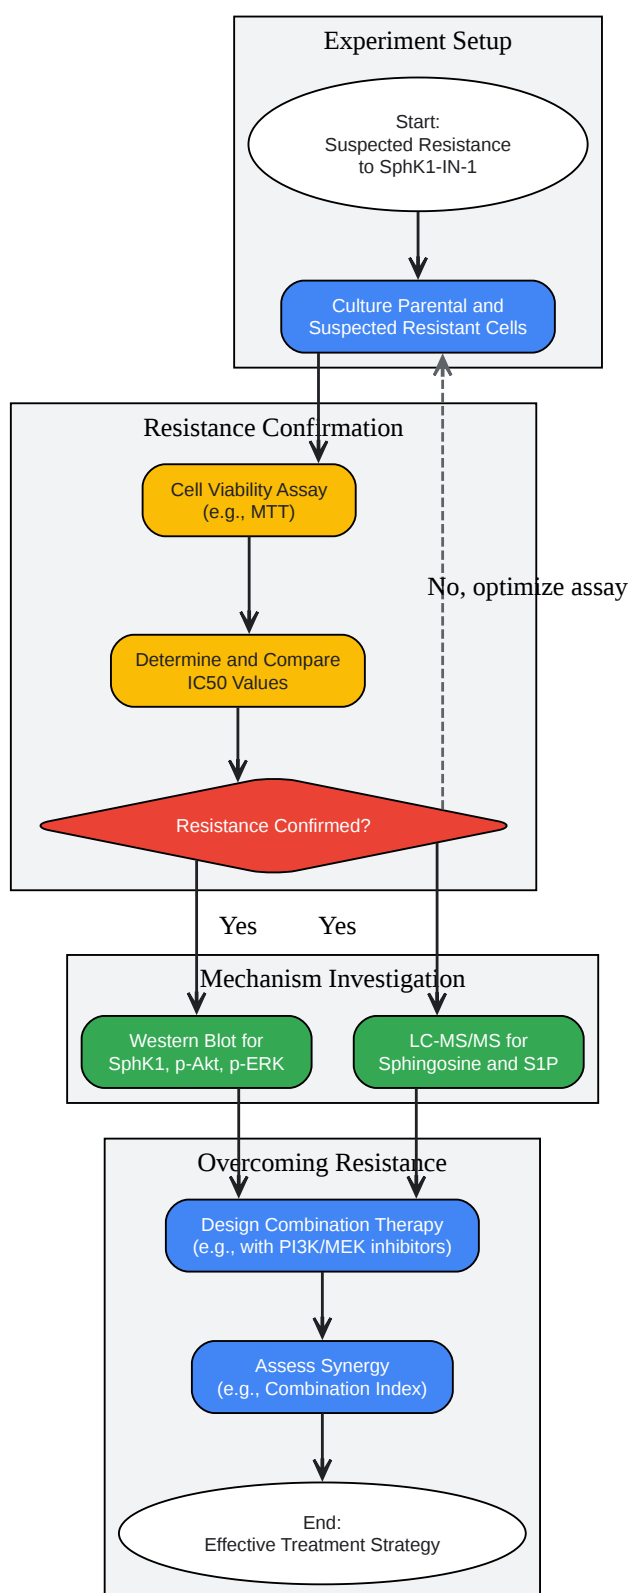 Experiment Setup
Start:
Suspected Resistance
to SphK1-IN-1
Culture Parental and
Suspected Resistant Cells
Resistance Confirmation
Cell Viability Assay
(e.g., MTT)
No, optimize assay
Determine and Compare
IC50 Values
Resistance Confirmed?
Yes
Yes
Mechanism Investigation
Western Blot for
SphK1, p-Akt, p-ERK
LC-MS/MS for
Sphingosine and S1P
Overcoming Resistance
Design Combination Therapy
(e.g., with PI3K/MEK inhibitors)
Assess Synergy
(e.g., Combination Index)
End:
Effective Treatment Strategy